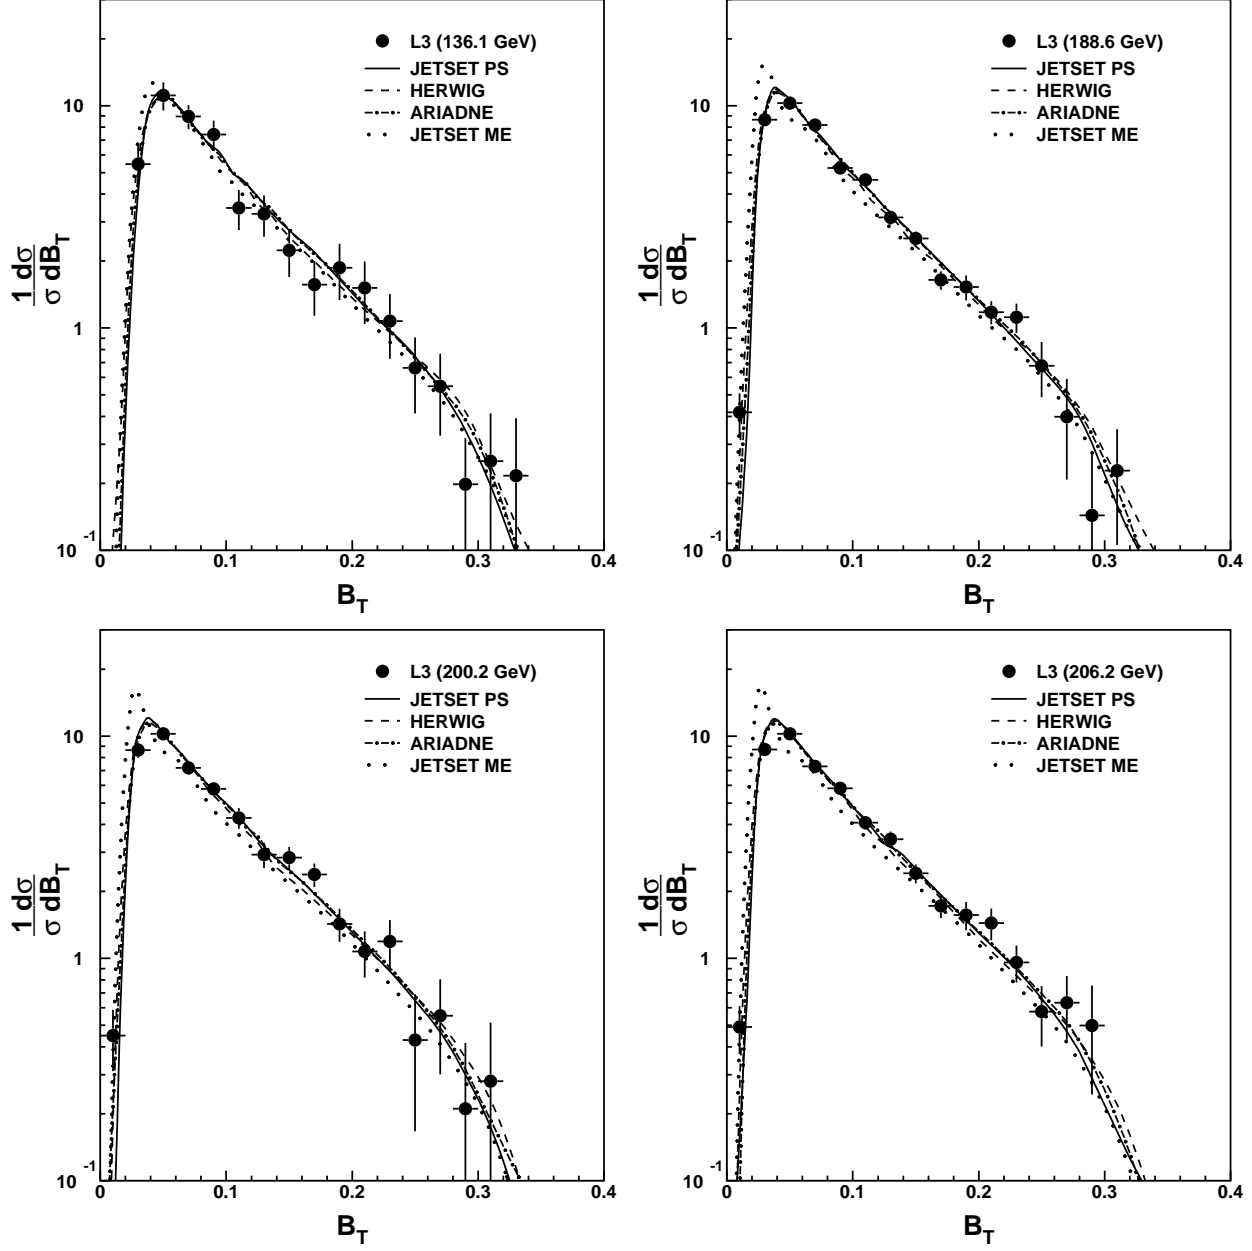 L3 (136.1 GeV)
JETSET PS
HERWIG
ARIADNE
JETSET ME
10
1
10 -1
1 dσ
σ dB_T
0 0.1 0.2 0.3 0.4
B_T
L3 (188.6 GeV)
JETSET PS
HERWIG
ARIADNE
JETSET ME
10
1
10 -1
1 dσ
σ dB_T
0 0.1 0.2 0.3 0.4
B_T
L3 (200.2 GeV)
JETSET PS
HERWIG
ARIADNE
JETSET ME
10
1
10 -1
1 dσ
σ dB_T
0 0.1 0.2 0.3 0.4
B_T
L3 (206.2 GeV)
JETSET PS
HERWIG
ARIADNE
JETSET ME
10
1
10 -1
1 dσ
σ dB_T
0 0.1 0.2 0.3 0.4
B_T